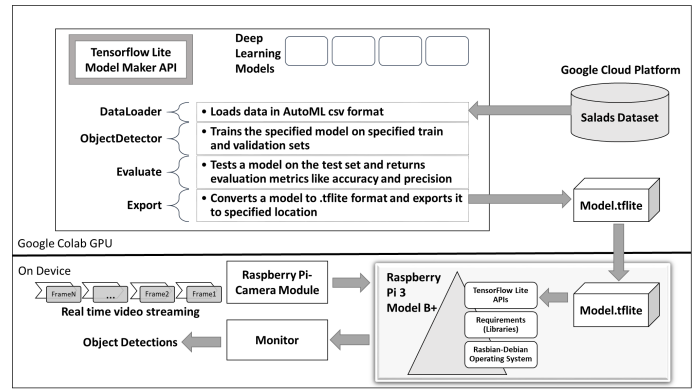 Tensorflow Lite
Model Maker API
Deep
Learning
Models
Google Cloud Platform
Salads Dataset
DataLoader
• Loads data in AutoML csv format
ObjectDetector
• Trains the specified model on specified train
and validation sets
Evaluate
• Tests a model on the test set and returns
evaluation metrics like accuracy and precision
Export
• Converts a model to .tflite format and exports it
to specified location
Model.tflite
Google Colab GPU
On Device
FrameN
...
Frame2
Frame1
Real time video streaming
Raspberry Pi-
Camera Module
Object Detections
Monitor
Raspberry
Pi 3
Model B+
TensorFlow Lite
APIs
Requirements
(Libraries)
Rasbian-Debian
Operating System
Model.tflite